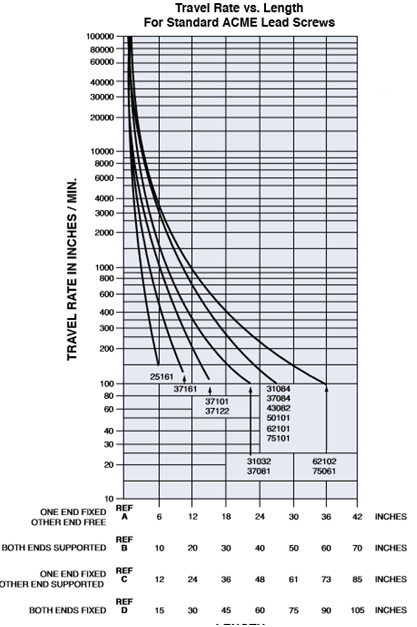 Travel Rate vs. Length
For Standard ACME Lead Screws
TRAVEL RATE IN INCHES / MIN.
100000
80000
60000
40000
30000
20000
10000
8000
6000
4000
3000
2000
1000
800
600
400
300
200
100
80
60
40
30
20
10
25161
37161
37101
37122
31032
37081
31084
37084
43082
50101
62101
75101
62102
75061
ONE END FIXED
OTHER END FREE
REF
A
6 12 18 24 30 36 42 INCHES
BOTH ENDS SUPPORTED
REF
B
10 20 30 40 50 60 70 INCHES
ONE END FIXED
OTHER END SUPPORTED
REF
C
12 24 36 48 61 73 85 INCHES
BOTH ENDS FIXED
REF
D
15 30 45 60 75 90 105 INCHES